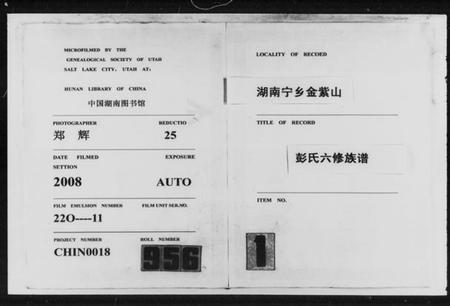 MICROFILMED BY THE
GENEALOGICAL SOCIETY OF UTAH
SALT LAKE CITY, UTAH AT:
HUNAN LIBRARY OF CHINA
中国湖南图书馆
PHOTOGRAPHER REDUCTIO
郑 辉 25
DATE FILMED EXPOSURE
SETTION
2008 AUTO
FILM EMULSION NUMBER FILM UNIT SER.NO.
22O----11
PROJECT NUMBER ROLL NUMBER
CHIN0018 956
LOCALITY OF RECOED
湖南宁乡金紫山
TITLE OF RECORD
彭氏六修族谱
ITEM NO.
1